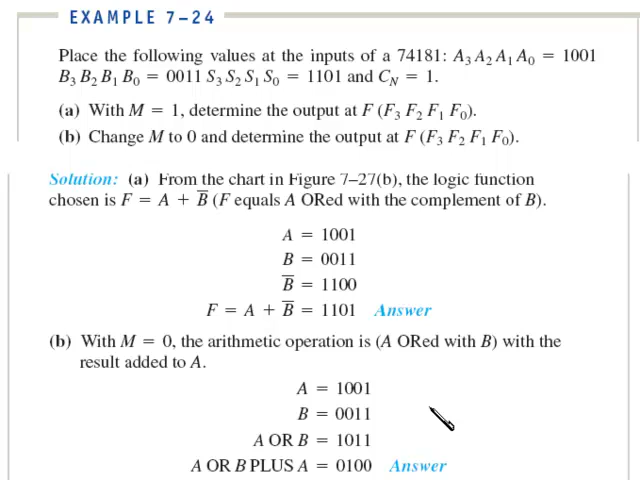 EXAMPLE 7–24
Place the following values at the inputs of a 74181: A₃ A₂ A₁ A₀ = 1001
B₃ B₂ B₁ B₀ = 0011 S₃ S₂ S₁ S₀ = 1101 and C_N = 1.
(a) With M = 1, determine the output at F (F₃ F₂ F₁ F₀).
(b) Change M to 0 and determine the output at F (F₃ F₂ F₁ F₀).
Solution: (a) From the chart in Figure 7–27(b), the logic function
chosen is F = A + B̅ (F equals A ORed with the complement of B).
A = 1001
B = 0011
B̅ = 1100
F = A + B̅ = 1101 Answer
(b) With M = 0, the arithmetic operation is (A ORed with B) with the
result added to A.
A = 1001
B = 0011
A OR B = 1011
A OR B PLUS A = 0100 Answer